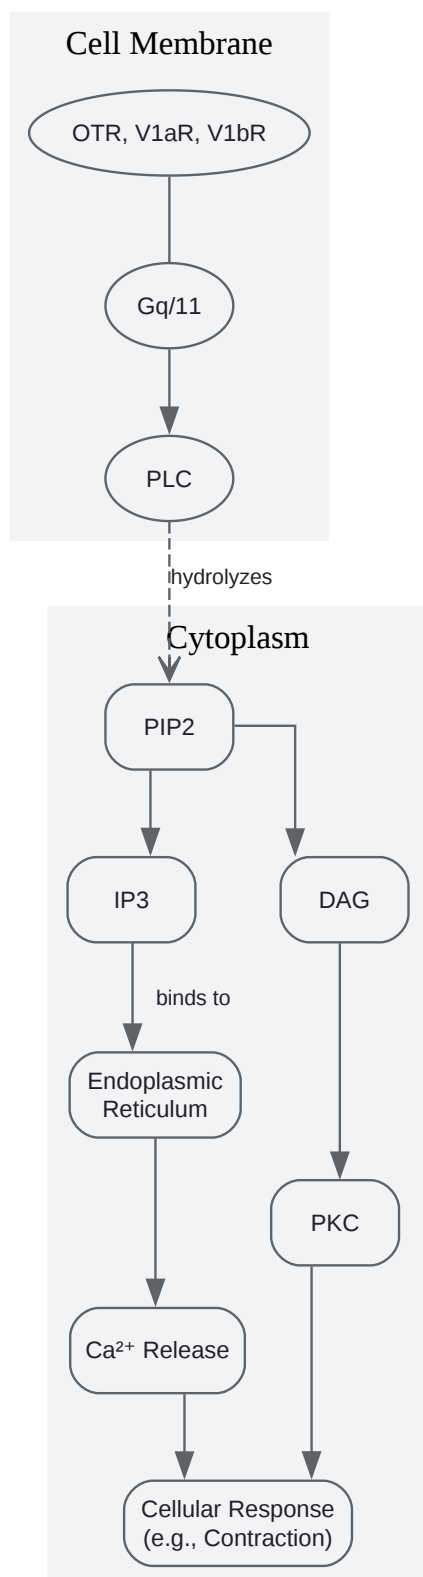 Cell Membrane
OTR, V1aR, V1bR
Gq/11
PLC
hydrolyzes
Cytoplasm
PIP2
IP3
DAG
binds to
Endoplasmic
Reticulum
PKC
Ca²⁺ Release
Cellular Response
(e.g., Contraction)